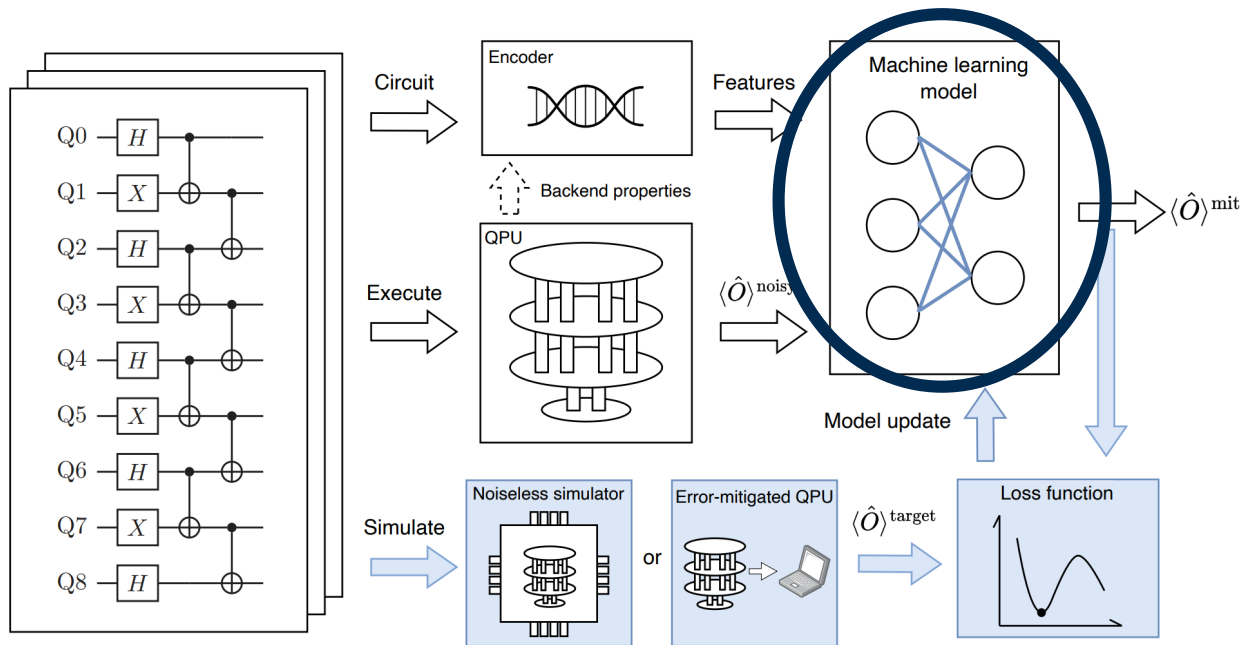 Q0 H
Q1 X
Q2 H
Q3 X
Q4 H
Q5 X
Q6 H
Q7 X
Q8 H
Circuit
Encoder
Features
Machine learning
model
Backend properties
QPU
Execute
⟨Ô⟩^noisy
⟨Ô⟩^mit
Model update
Simulate
Noiseless simulator
or
Error-mitigated QPU
⟨Ô⟩^target
Loss function